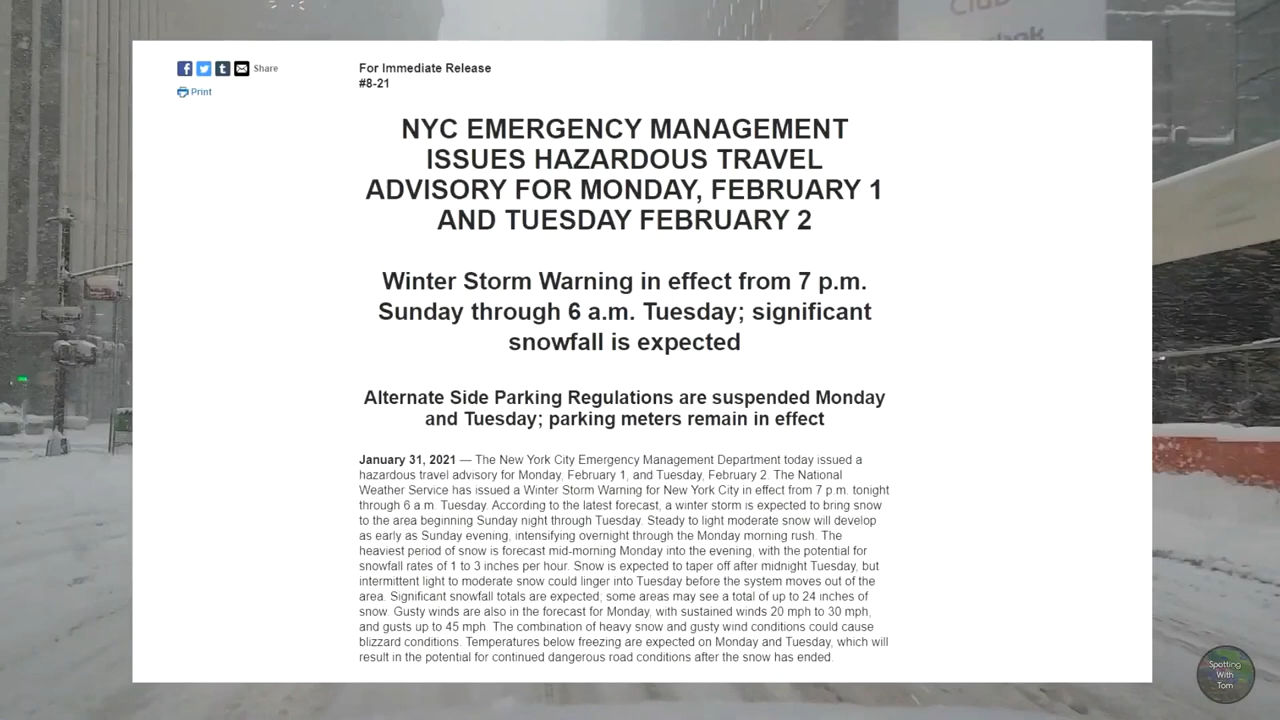 Share
Print
For Immediate Release
#8-21
NYC EMERGENCY MANAGEMENT
ISSUES HAZARDOUS TRAVEL
ADVISORY FOR MONDAY, FEBRUARY 1
AND TUESDAY FEBRUARY 2
Winter Storm Warning in effect from 7 p.m.
Sunday through 6 a.m. Tuesday; significant
snowfall is expected
Alternate Side Parking Regulations are suspended Monday
and Tuesday; parking meters remain in effect
January 31, 2021 — The New York City Emergency Management Department today issued a
hazardous travel advisory for Monday, February 1, and Tuesday, February 2. The National
Weather Service has issued a Winter Storm Warning for New York City in effect from 7 p.m. tonight
through 6 a.m. Tuesday. According to the latest forecast, a winter storm is expected to bring snow
to the area beginning Sunday night through Tuesday. Steady to light moderate snow will develop
as early as Sunday evening, intensifying overnight through the Monday morning rush. The
heaviest period of snow is forecast mid-morning Monday into the evening, with the potential for
snowfall rates of 1 to 3 inches per hour. Snow is expected to taper off after midnight Tuesday, but
intermittent light to moderate snow could linger into Tuesday before the system moves out of the
area. Significant snowfall totals are expected; some areas may see a total of up to 24 inches of
snow. Gusty winds are also in the forecast for Monday, with sustained winds 20 mph to 30 mph,
and gusts up to 45 mph. The combination of heavy snow and gusty wind conditions could cause
blizzard conditions. Temperatures below freezing are expected on Monday and Tuesday, which will
result in the potential for continued dangerous road conditions after the snow has ended.
Spotting
With
Tom